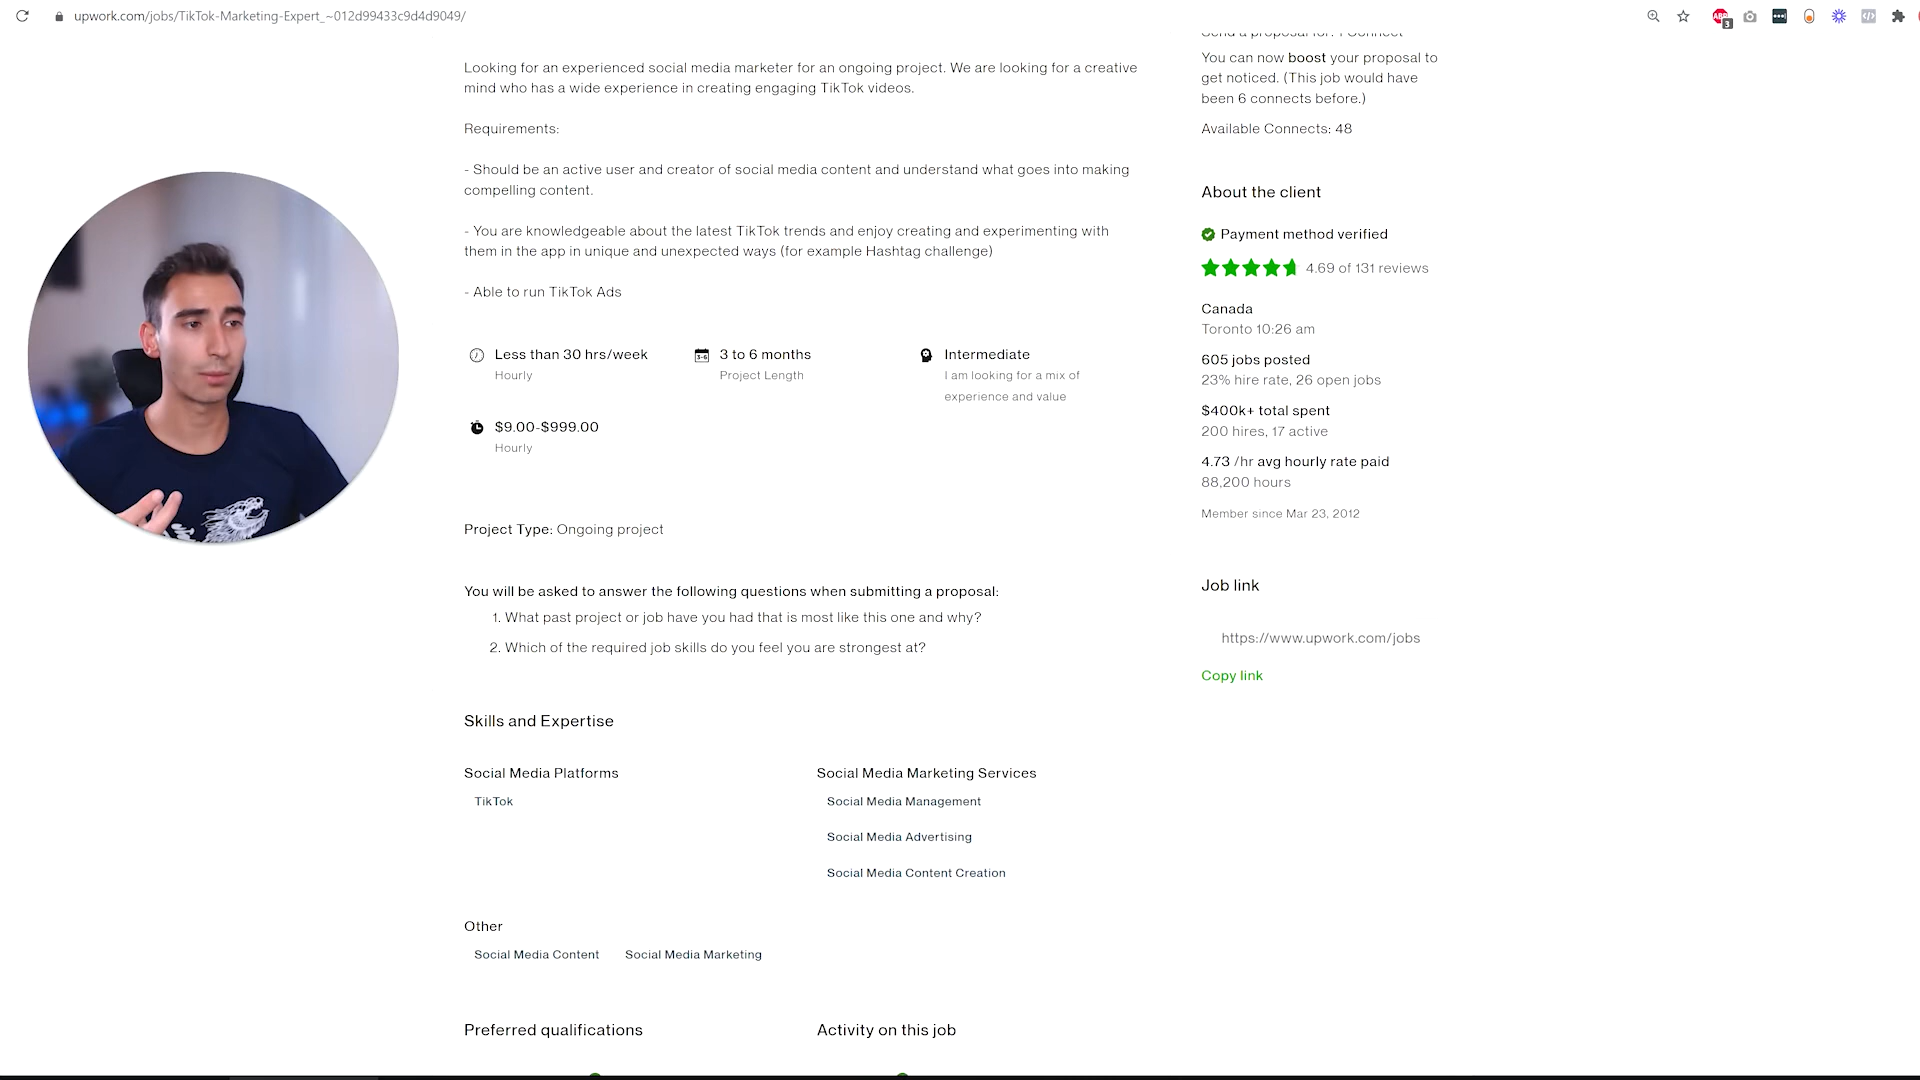 upwork.com/jobs/TikTok-Marketing-Expert_~012d99433c9d4d9049/
3
Send a proposal for: 1 Connect
Looking for an experienced social media marketer for an ongoing project. We are looking for a creative
mind who has a wide experience in creating engaging TikTok videos.
Requirements:
- Should be an active user and creator of social media content and understand what goes into making
compelling content.
- You are knowledgeable about the latest TikTok trends and enjoy creating and experimenting with
them in the app in unique and unexpected ways (for example Hashtag challenge)
- Able to run TikTok Ads
Less than 30 hrs/week
Hourly
3 to 6 months
Project Length
Intermediate
I am looking for a mix of
experience and value
$9.00-$999.00
Hourly
Project Type: Ongoing project
You will be asked to answer the following questions when submitting a proposal:
1. What past project or job have you had that is most like this one and why?
2. Which of the required job skills do you feel you are strongest at?
Skills and Expertise
Social Media Platforms
TikTok
Social Media Marketing Services
Social Media Management
Social Media Advertising
Social Media Content Creation
Other
Social Media Content
Social Media Marketing
Preferred qualifications
Activity on this job
You can now boost your proposal to
get noticed. (This job would have
been 6 connects before.)
Available Connects: 48
About the client
Payment method verified
4.69 of 131 reviews
Canada
Toronto 10:26 am
605 jobs posted
23% hire rate, 26 open jobs
$400k+ total spent
200 hires, 17 active
4.73 /hr avg hourly rate paid
88,200 hours
Member since Mar 23, 2012
Job link
https://www.upwork.com/jobs
Copy link